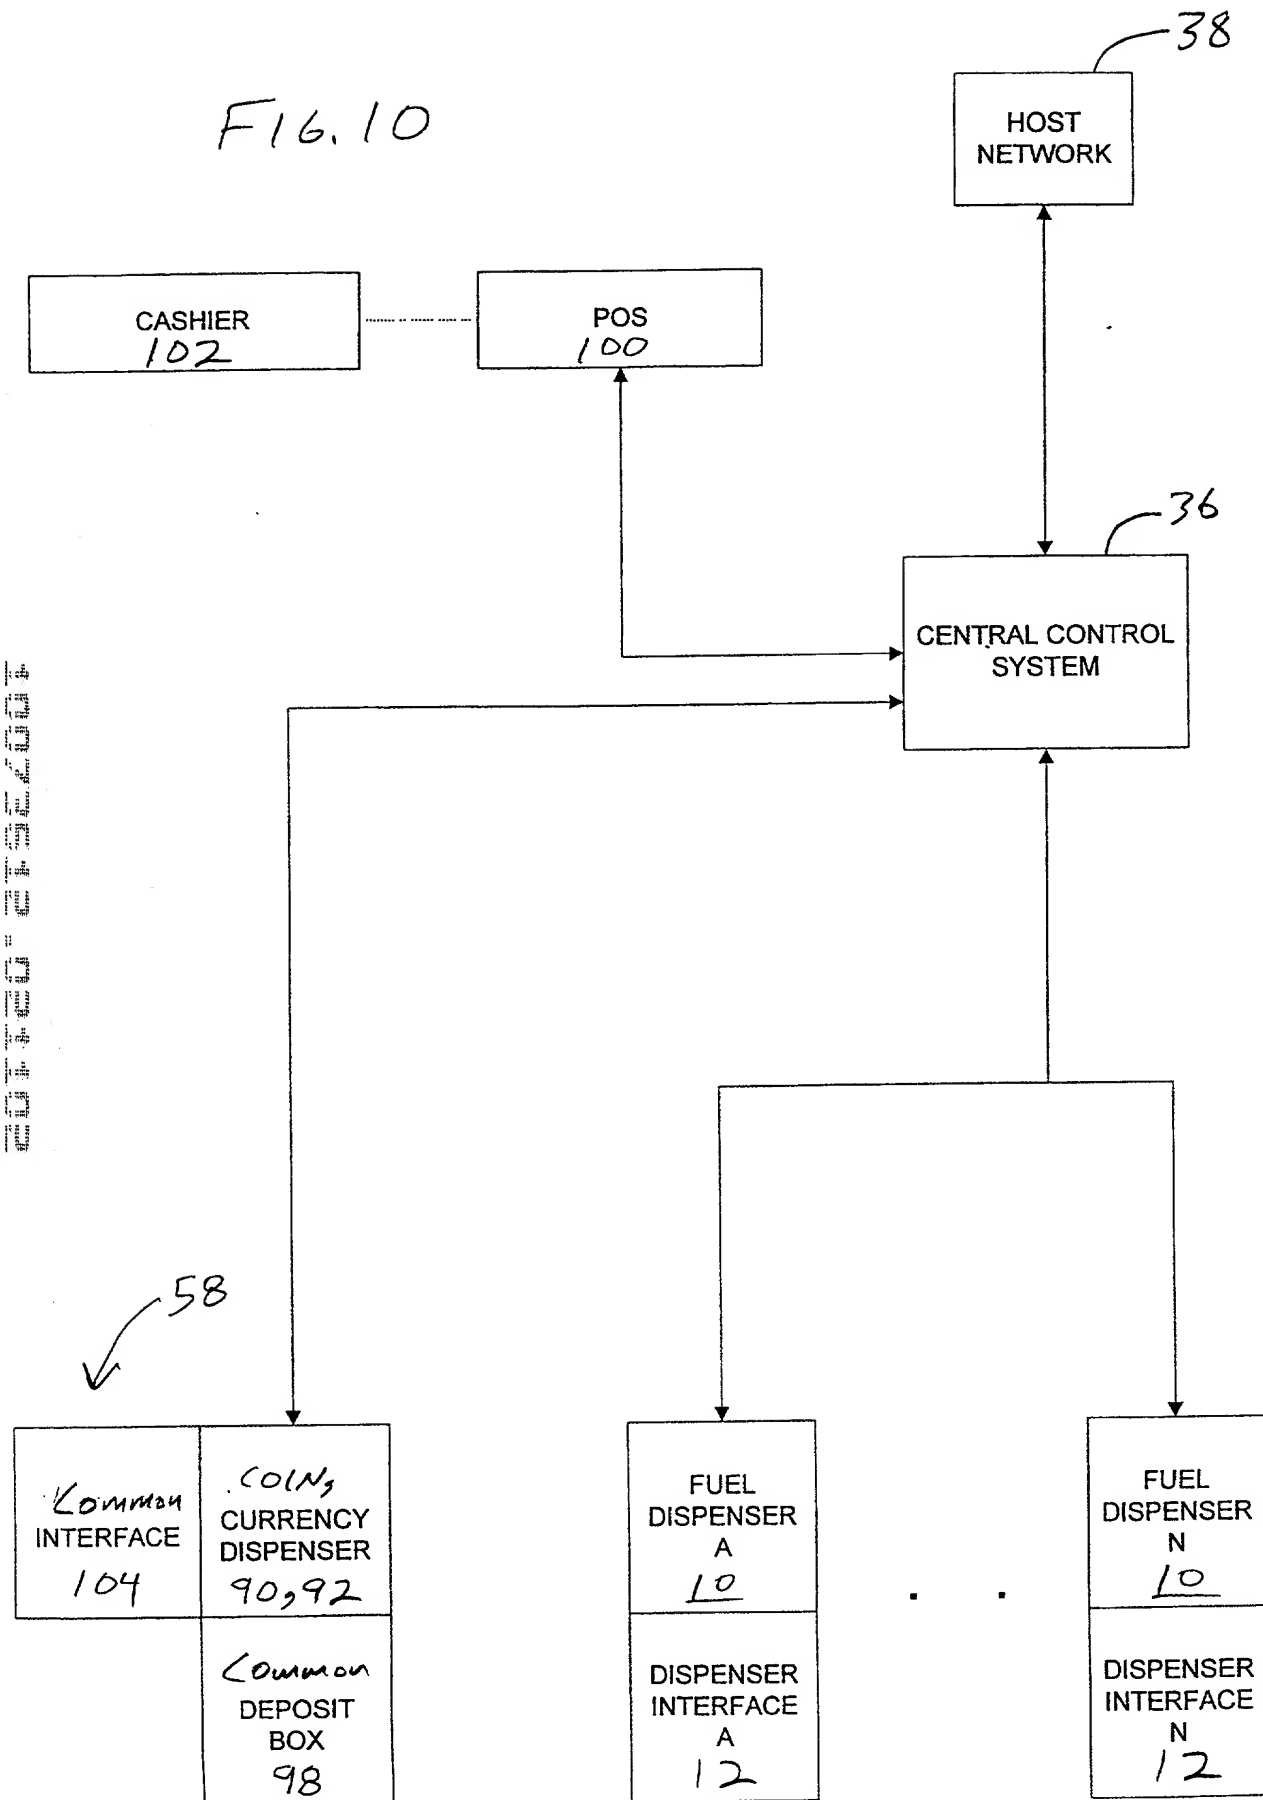 38
FIG. 10
HOST
NETWORK
CASHIER
102
POS
100
36
CENTRAL CONTROL
SYSTEM
58
Common
INTERFACE
104
COIN,
CURRENCY
DISPENSER
90,92
Common
DEPOSIT
BOX
98
FUEL
DISPENSER
A
10
DISPENSER
INTERFACE
A
12
. .
FUEL
DISPENSER
N
10
DISPENSER
INTERFACE
N
12